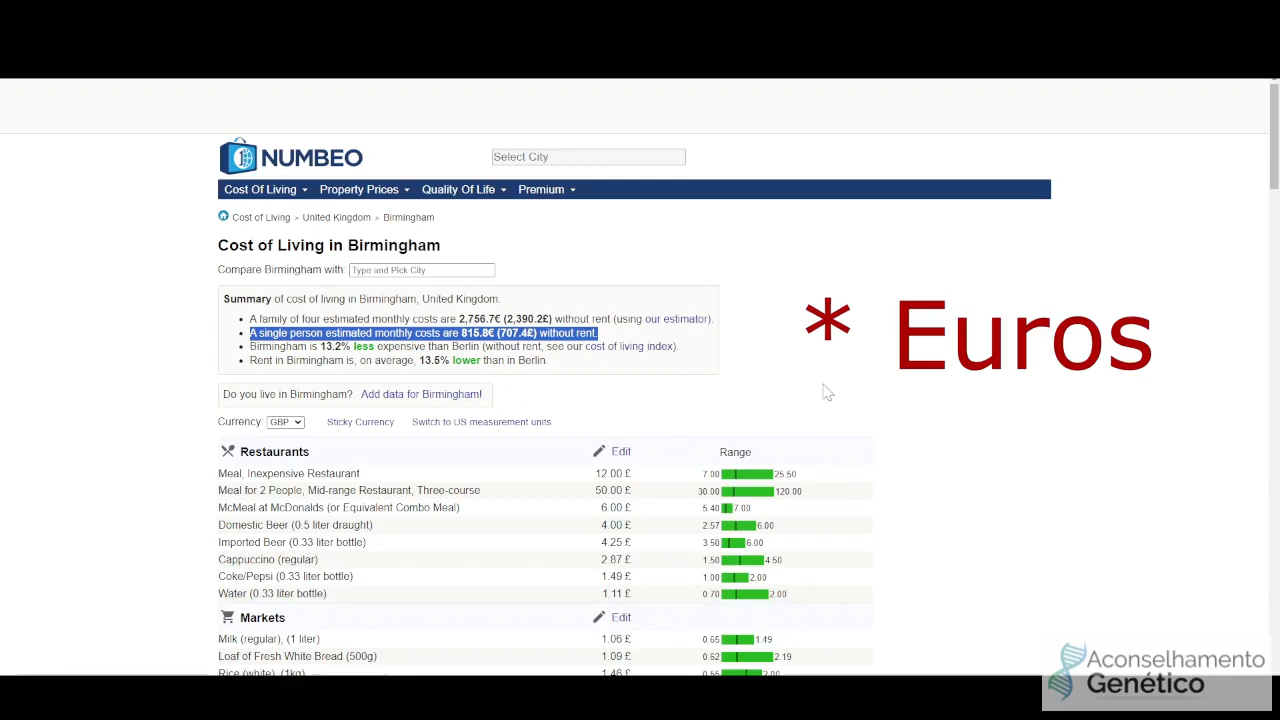 NUMBEO
Select City
Cost Of Living Property Prices Quality Of Life Premium
Cost of Living > United Kingdom > Birmingham
Cost of Living in Birmingham
Compare Birmingham with: Type and Pick City
Summary of cost of living in Birmingham, United Kingdom:
• A family of four estimated monthly costs are 2,756.7€ (2,390.2£) without rent (using our estimator).
• A single person estimated monthly costs are 815.8€ (707.4£) without rent.
• Birmingham is 13.2% less expensive than Berlin (without rent, see our cost of living index).
• Rent in Birmingham is, on average, 13.5% lower than in Berlin.
* Euros
Do you live in Birmingham? Add data for Birmingham!
Currency: GBP Sticky Currency Switch to US measurement units
Restaurants Edit Range
Meal, Inexpensive Restaurant 12.00 £ 7.00 25.50
Meal for 2 People, Mid-range Restaurant, Three-course 50.00 £ 30.00 120.00
McMeal at McDonalds (or Equivalent Combo Meal) 6.00 £ 5.40 7.00
Domestic Beer (0.5 liter draught) 4.00 £ 2.57 6.00
Imported Beer (0.33 liter bottle) 4.25 £ 3.50 6.00
Cappuccino (regular) 2.87 £ 1.50 4.50
Coke/Pepsi (0.33 liter bottle) 1.49 £ 1.00 2.00
Water (0.33 liter bottle) 1.11 £ 0.70 2.00
Markets Edit
Milk (regular), (1 liter) 1.06 £ 0.65 1.49
Loaf of Fresh White Bread (500g) 1.09 £ 0.62 2.19
Rice (white), (1kg) 1.46 £ 0.55 2.00
Aconselhamento
Genético